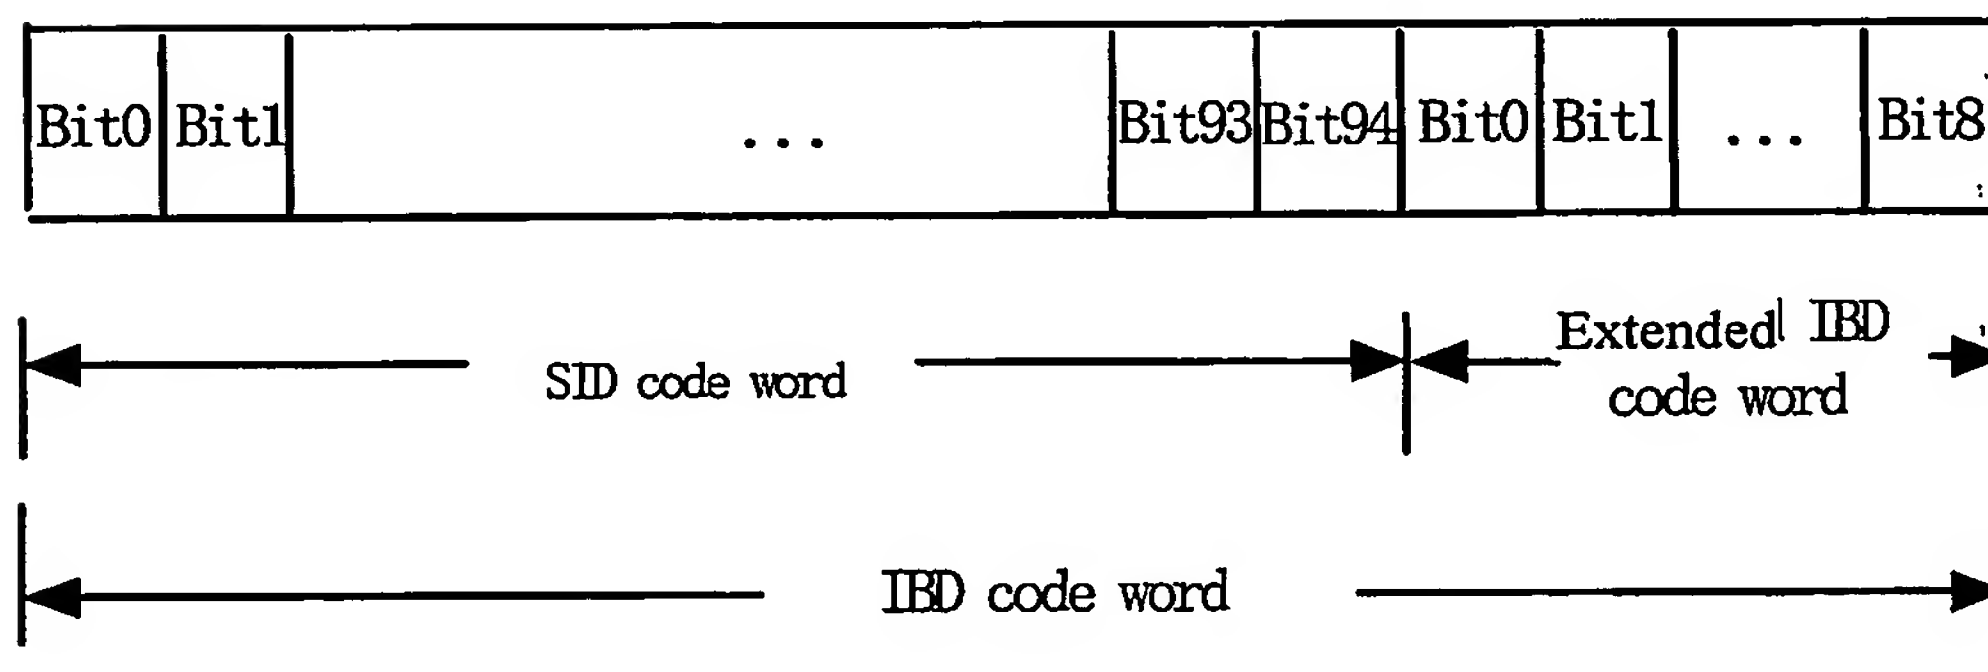 Bit0 Bit1 ... Bit93 Bit94 Bit0 Bit1 ... Bit8
SID code word
Extended IBD
code word
IBD code word